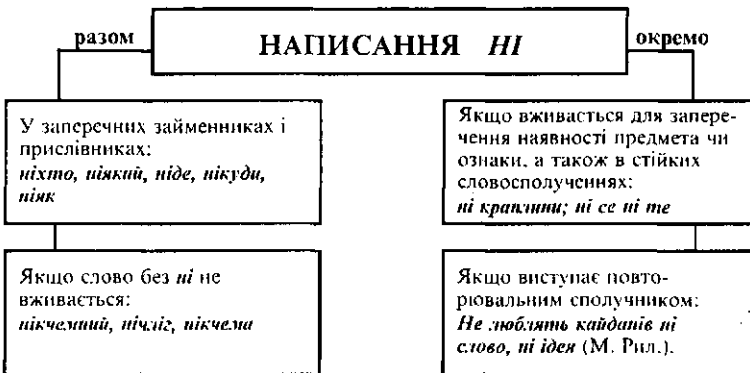 разом
НАПИСАННЯ НІ
окремо
У заперечних займенниках і
прислівниках:
ніхто, ніякий, ніде, нікуди,
ніяк
Якщо слово без ні не
вживається:
нікчемний, нічліг, нікчема
Якщо вживається для запере-
чення наявності предмета чи
ознаки, а також в стійких
словосполученнях:
ні краплини; ні се ні те
Якщо виступає повто-
рювальним сполучником:
Не люблять кайданів ні
слово, ні ідея (М. Рил.).